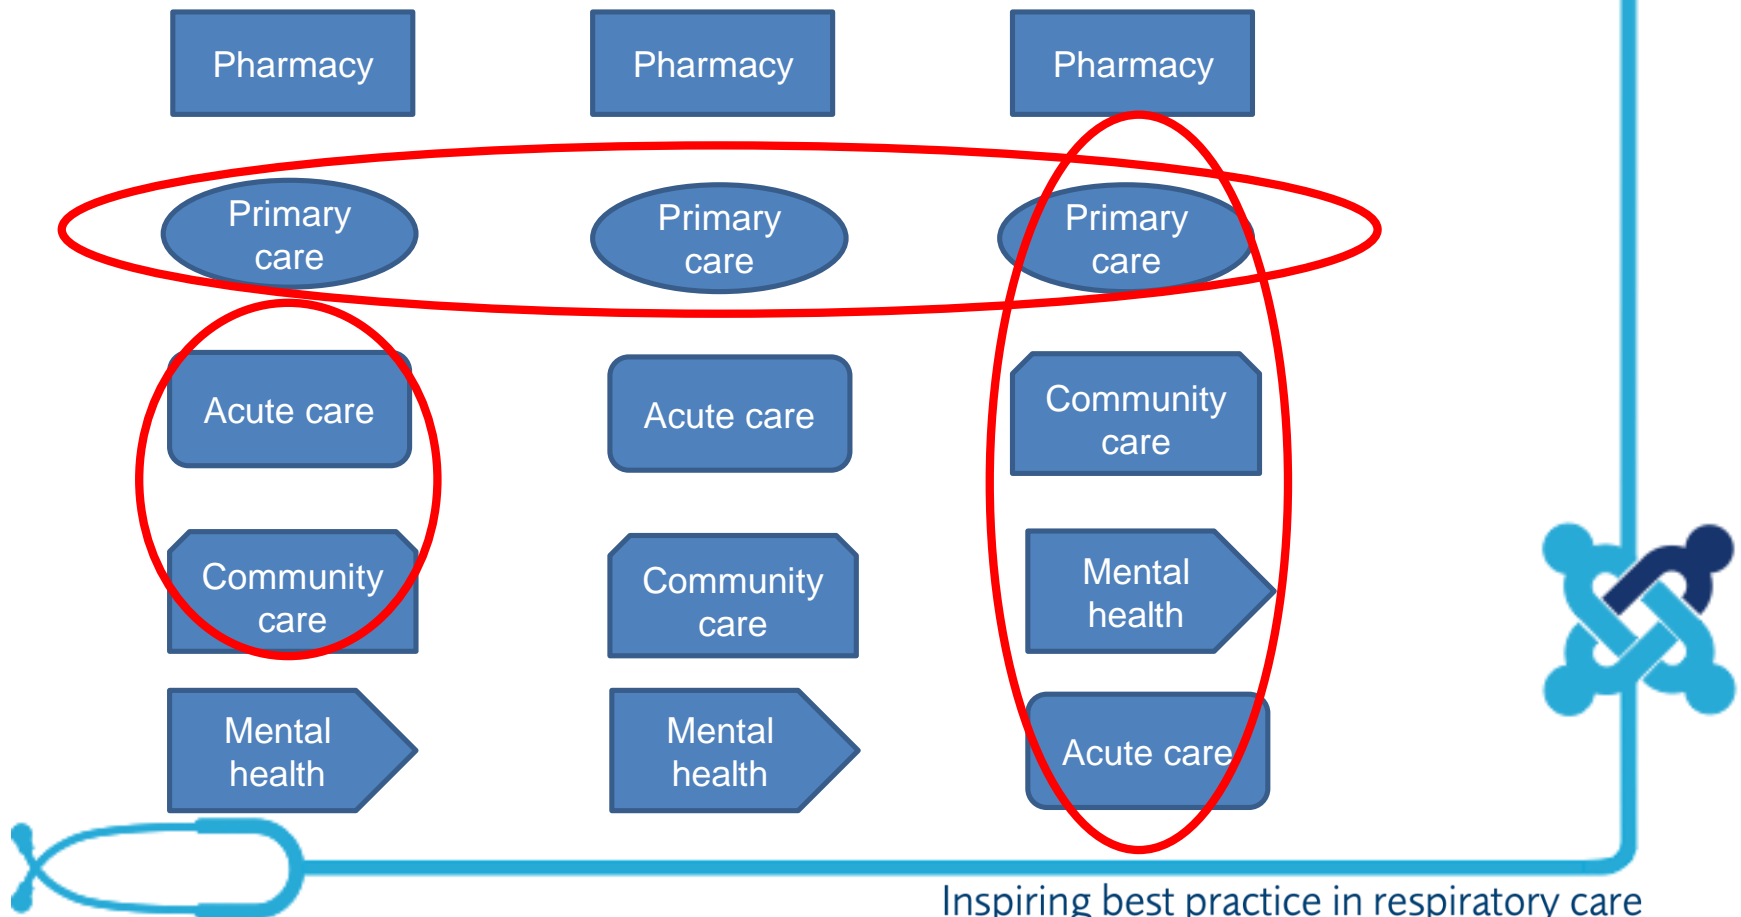 Pharmacy
Pharmacy
Pharmacy
Primary
care
Primary
care
Primary
care
Acute care
Acute care
Community
care
Community
care
Community
care
Mental
health
Mental
health
Mental
health
Acute care
Inspiring best practice in respiratory care